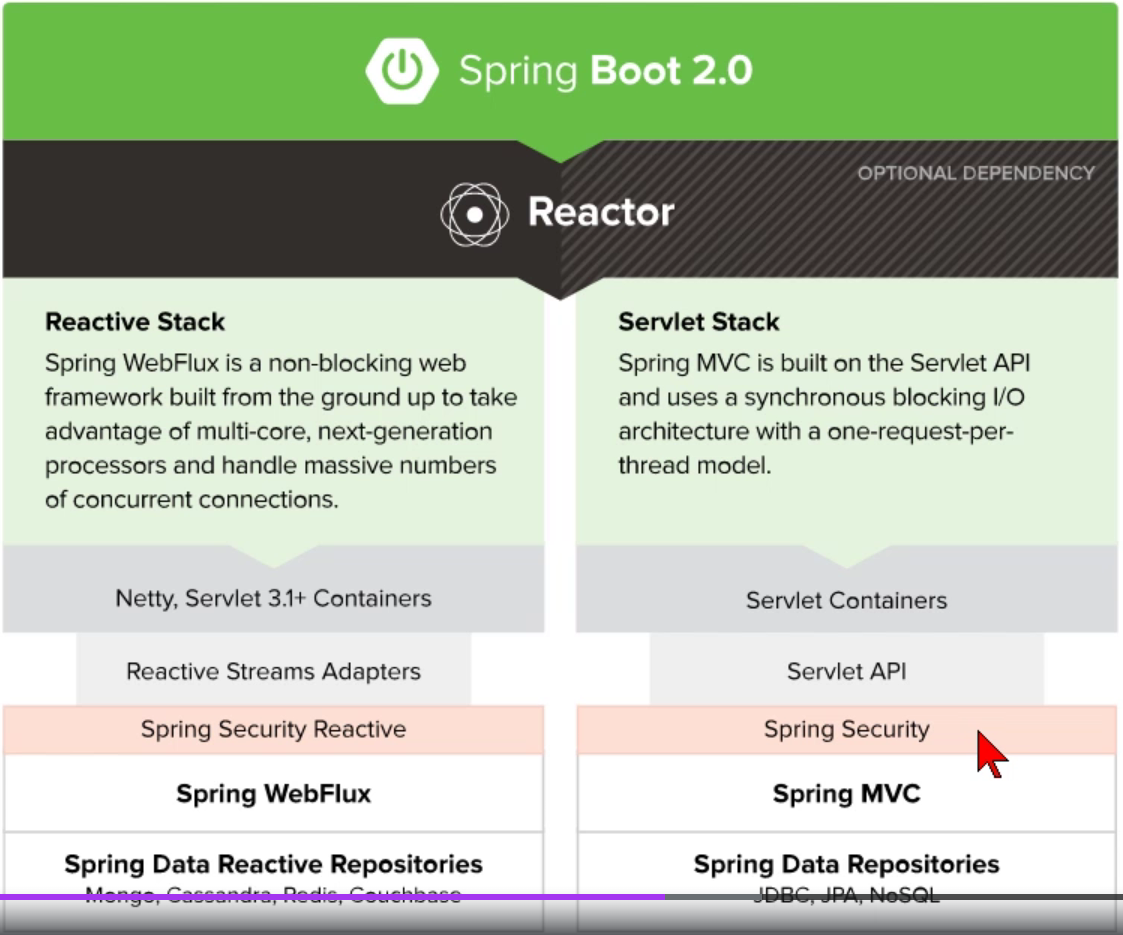 Spring Boot 2.0
OPTIONAL DEPENDENCY
Reactor
Reactive Stack
Spring WebFlux is a non-blocking web
framework built from the ground up to take
advantage of multi-core, next-generation
processors and handle massive numbers
of concurrent connections.
Netty, Servlet 3.1+ Containers
Reactive Streams Adapters
Spring Security Reactive
Spring WebFlux
Spring Data Reactive Repositories
Mongo, Cassandra, Redis, Couchbase
Servlet Stack
Spring MVC is built on the Servlet API
and uses a synchronous blocking I/O
architecture with a one-request-per-
thread model.
Servlet Containers
Servlet API
Spring Security
Spring MVC
Spring Data Repositories
JDBC, JPA, NoSQL